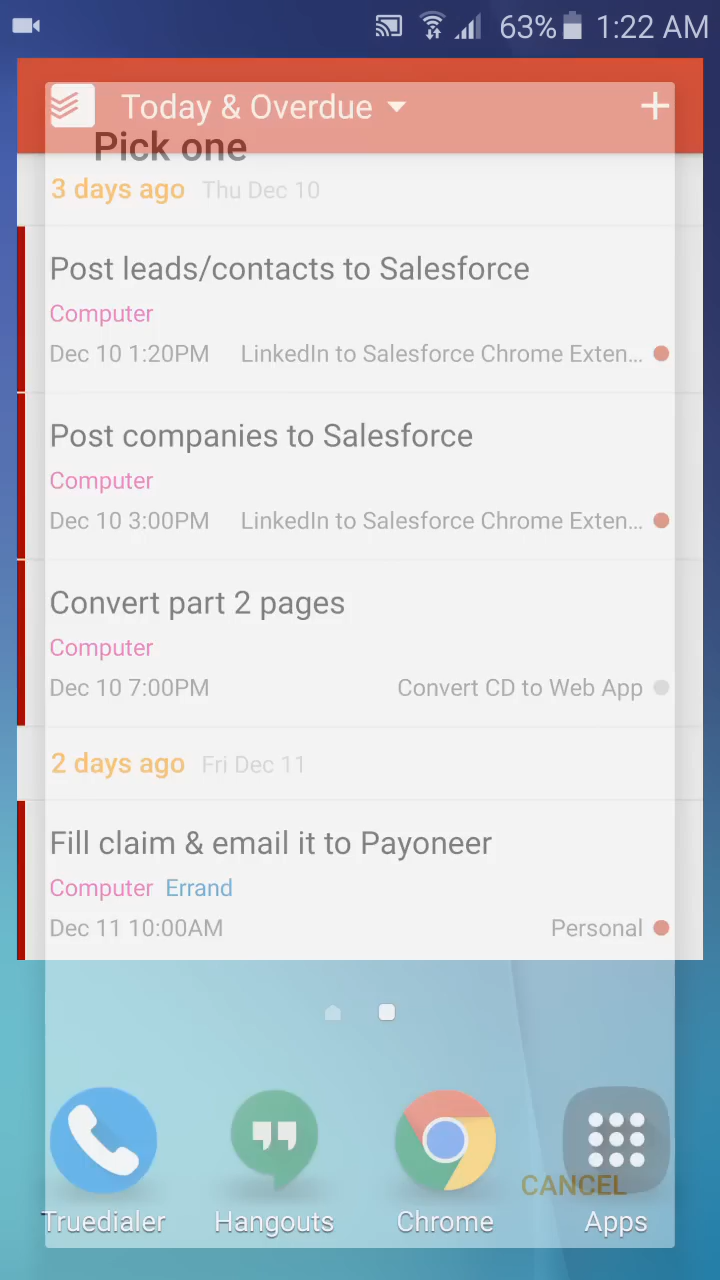 63% 1:22 AM
Today & Overdue +
Pick one
3 days ago Thu Dec 10
Post leads/contacts to Salesforce
Computer
Dec 10 1:20PM LinkedIn to Salesforce Chrome Exten...
Post companies to Salesforce
Computer
Dec 10 3:00PM LinkedIn to Salesforce Chrome Exten...
Convert part 2 pages
Computer
Dec 10 7:00PM Convert CD to Web App
2 days ago Fri Dec 11
Fill claim & email it to Payoneer
Computer Errand
Dec 11 10:00AM Personal
CANCEL
Truedialer Hangouts Chrome Apps